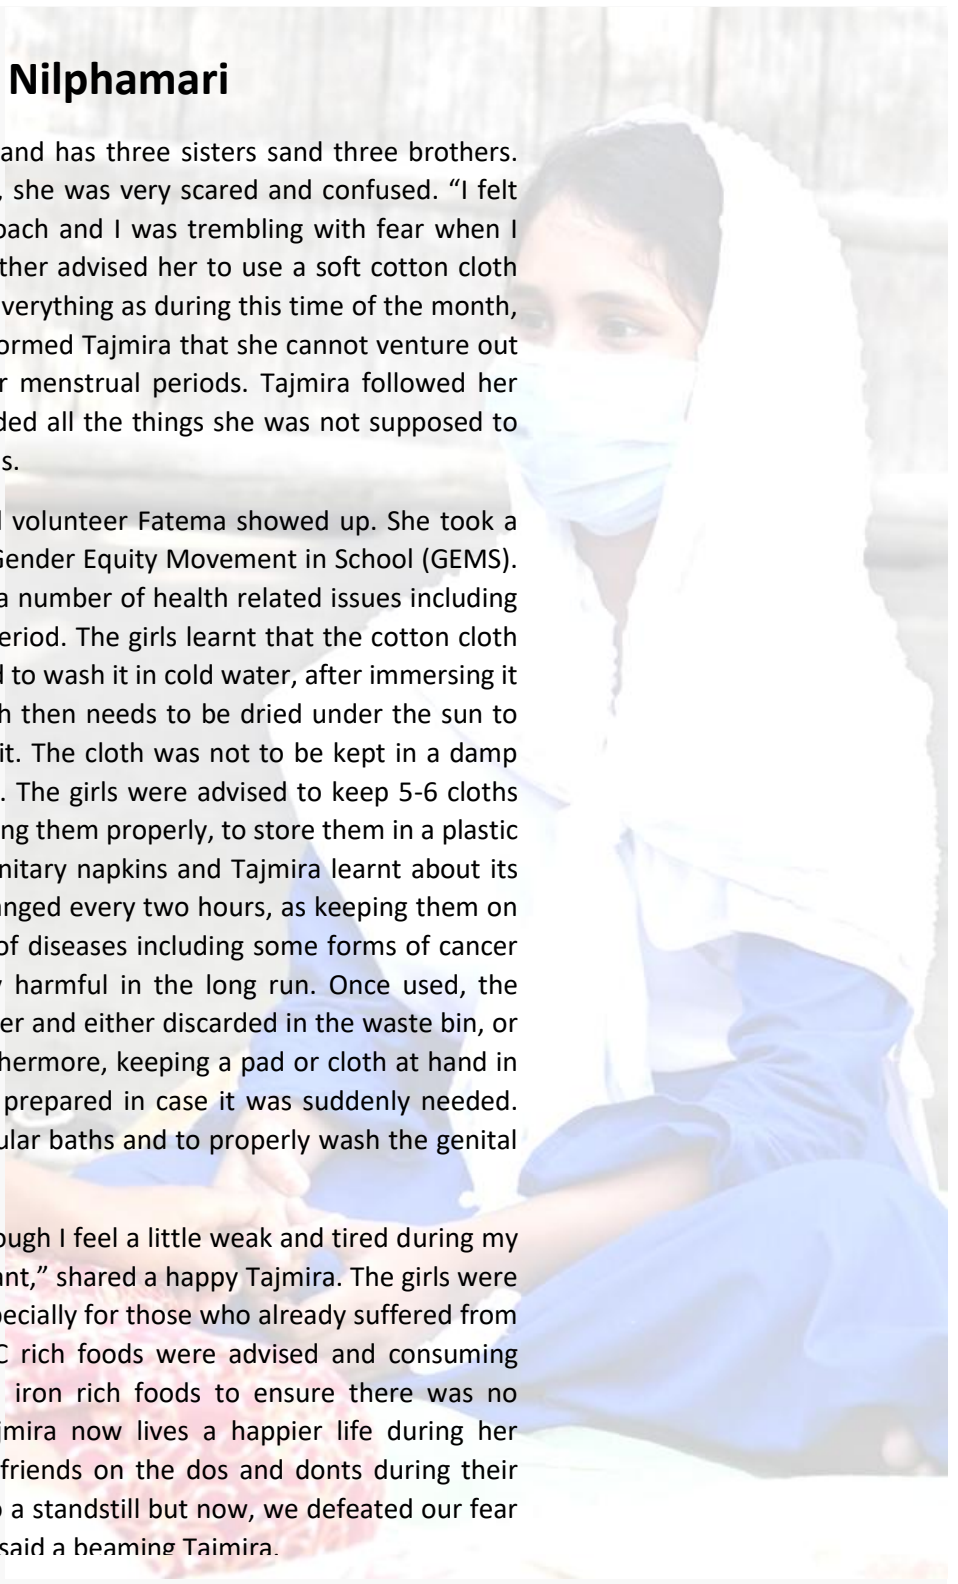 Nilphamari
and has three sisters sand three brothers.
, she was very scared and confused. “I felt
ach and I was trembling with fear when I
ther advised her to use a soft cotton cloth
verything as during this time of the month,
ormed Tajmira that she cannot venture out
r menstrual periods. Tajmira followed her
ded all the things she was not supposed to
s.
volunteer Fatema showed up. She took a
Gender Equity Movement in School (GEMS).
a number of health related issues including
eriod. The girls learnt that the cotton cloth
d to wash it in cold water, after immersing it
h then needs to be dried under the sun to
it. The cloth was not to be kept in a damp
. The girls were advised to keep 5-6 cloths
ing them properly, to store them in a plastic
nitary napkins and Tajmira learnt about its
anged every two hours, as keeping them on
of diseases including some forms of cancer
y harmful in the long run. Once used, the
er and either discarded in the waste bin, or
hermore, keeping a pad or cloth at hand in
prepared in case it was suddenly needed.
ular baths and to properly wash the genital
ough I feel a little weak and tired during my
ant,” shared a happy Tajmira. The girls were
pecially for those who already suffered from
C rich foods were advised and consuming
iron rich foods to ensure there was no
jmira now lives a happier life during her
friends on the dos and donts during their
o a standstill but now, we defeated our fear
said a beaming Tajmira.